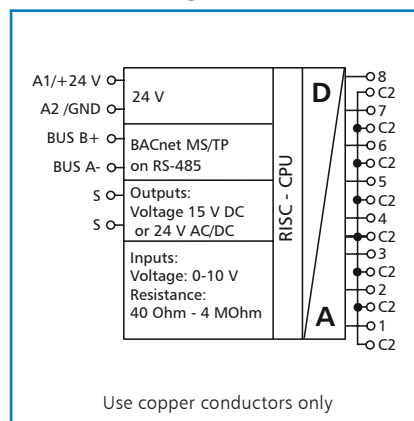 A1/+24 V
A2 /GND
BUS B+
BUS A-
S
S
24 V
BACnet MS/TP
on RS-485
Outputs:
Voltage 15 V DC
or 24 V AC/DC
Inputs:
Voltage: 0-10 V
Resistance:
40 Ohm - 4 MOhm
RISC - CPU
D
A
8
C2
7
C2
6
C2
5
C2
4
C2
3
C2
2
C2
1
C2
Use copper conductors only